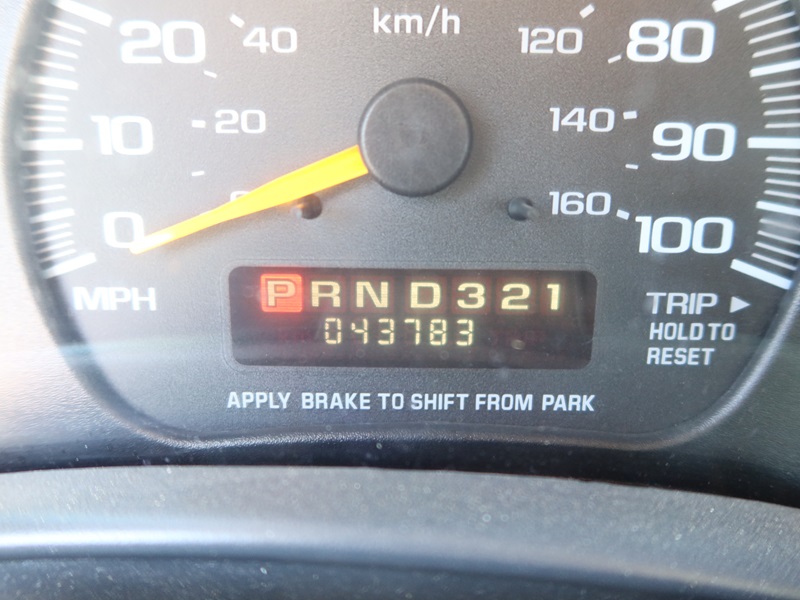 km/h
20 40 120 80
10 20 140 90
0 0 160 100
MPH PRND321 TRIP ►
043783 HOLD TO
RESET
APPLY BRAKE TO SHIFT FROM PARK